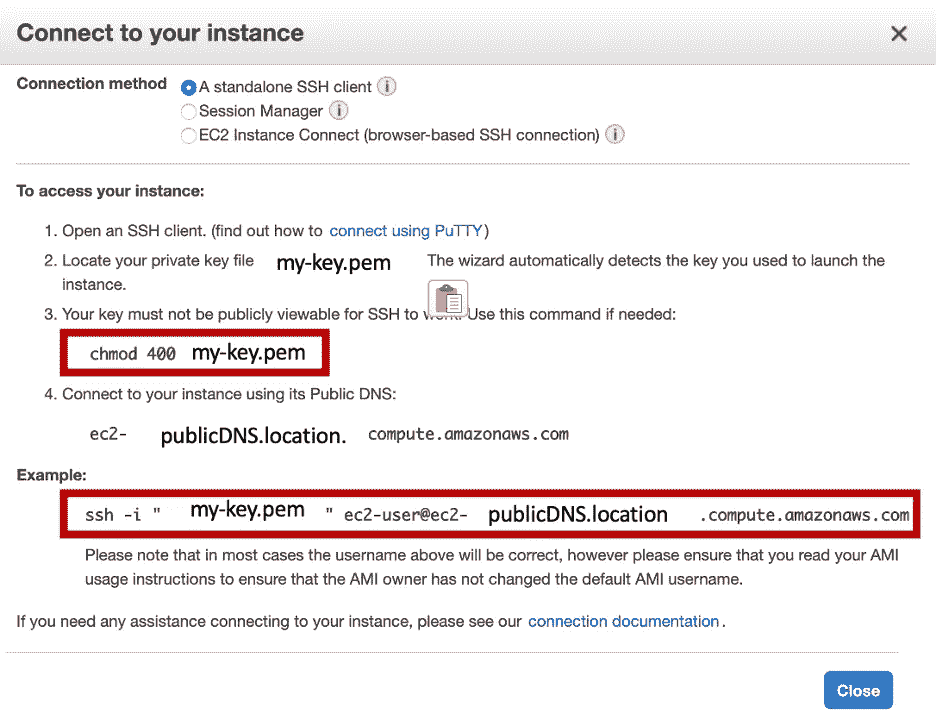 Connect to your instance
Connection method
A standalone SSH client
Session Manager
EC2 Instance Connect (browser-based SSH connection)
To access your instance:
1. Open an SSH client. (find out how to connect using PuTTY)
2. Locate your private key file my-key.pem The wizard automatically detects the key you used to launch the
instance.
3. Your key must not be publicly viewable for SSH to Use this command if needed:
chmod 400 my-key.pem
4. Connect to your instance using its Public DNS:
ec2- publicDNS.location. compute.amazonaws.com
Example:
ssh -i " my-key.pem " ec2-user@ec2- publicDNS.location .compute.amazonaws.com
Please note that in most cases the username above will be correct, however please ensure that you read your AMI
usage instructions to ensure that the AMI owner has not changed the default AMI username.
If you need any assistance connecting to your instance, please see our connection documentation.
Close